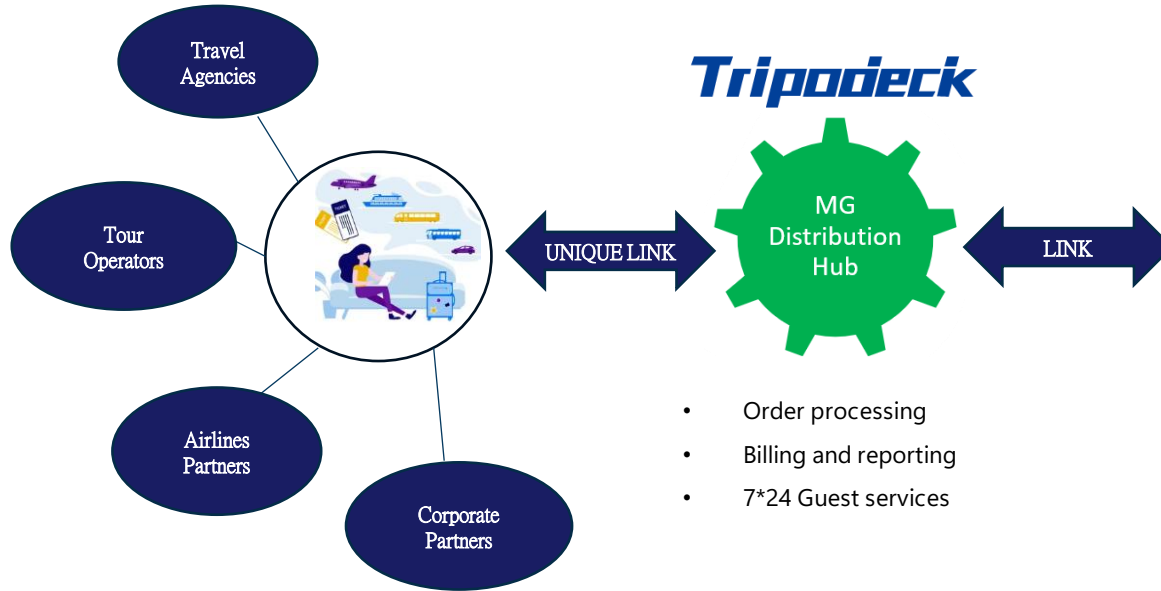 Travel
Agencies
Tripodeck
MG
Distribution
Hub
Tour
Operators
UNIQUE LINK
LINK
Airlines
Partners
Corporate
Partners
• Order processing
• Billing and reporting
• 7*24 Guest services